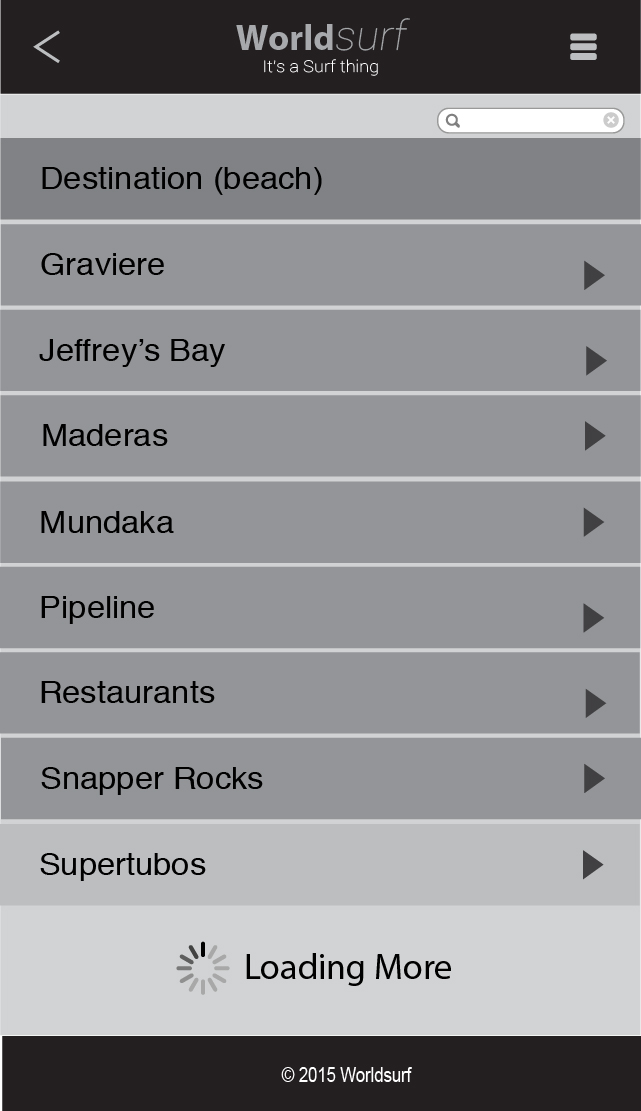 Worldsurf
It's a Surf thing
Destination (beach)
Graviere
Jeffrey’s Bay
Maderas
Mundaka
Pipeline
Restaurants
Snapper Rocks
Supertubos
Loading More
© 2015 Worldsurf